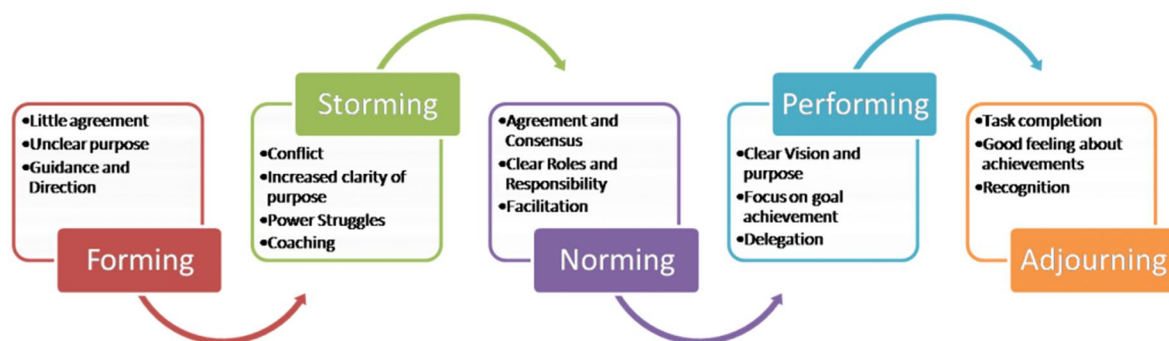 Forming
•Little agreement
•Unclear purpose
•Guidance and
Direction
Storming
•Conflict
•Increased clarity of
purpose
•Power Struggles
•Coaching
Norming
•Agreement and
Consensus
•Clear Roles and
Responsibility
•Facilitation
Performing
•Clear Vision and
purpose
•Focus on goal
achievement
•Delegation
Adjourning
•Task completion
•Good feeling about
achievements
•Recognition